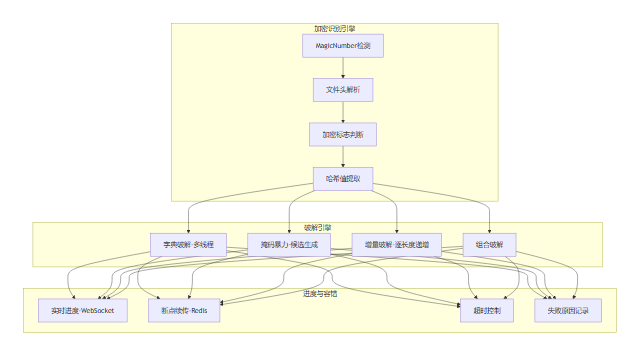 加密识别引擎
MagicNumber检测
文件头解析
加密标志判断
哈希值提取
破解引擎
字典破解-多线程
掩码暴力-候选生成
增量破解-逐长度递增
组合破解
进度与容错
实时进度-WebSocket
断点续传-Redis
超时控制
失败原因记录